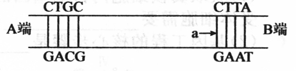 CTGC CTTA
A端 a B端
GACG GAAT